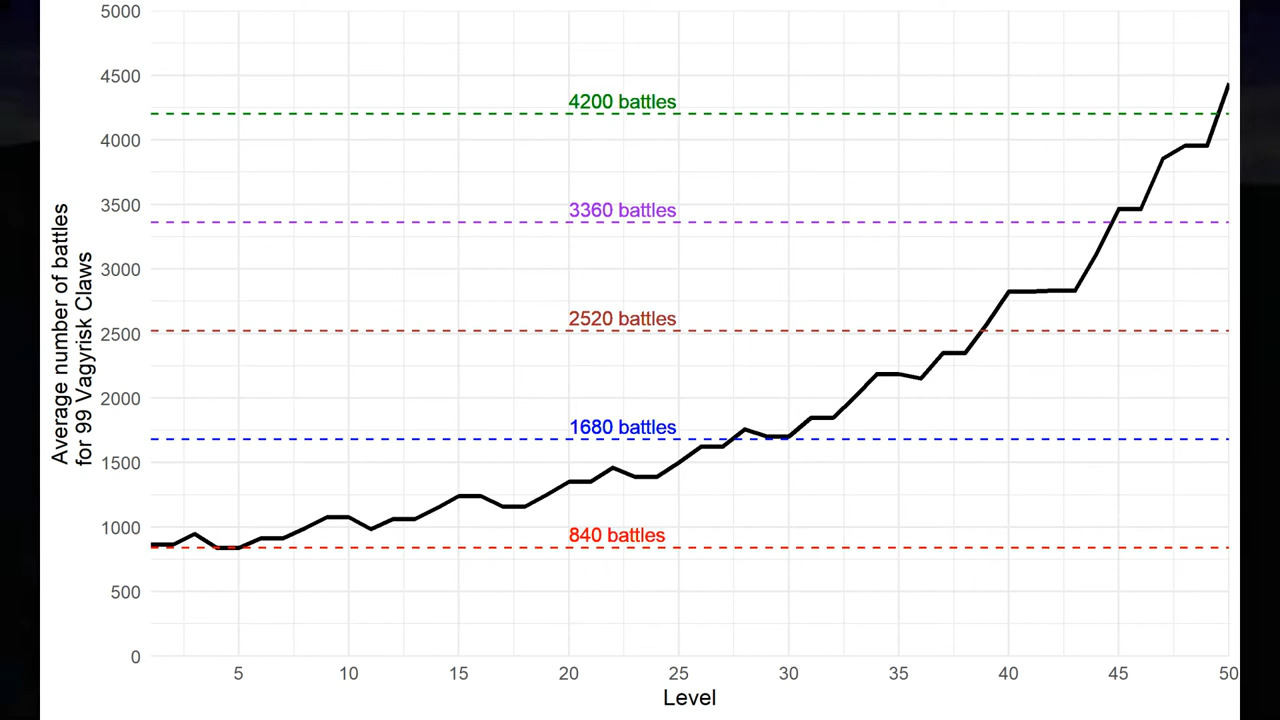 5000
4500
4000
3500
3000
2500
2000
1500
1000
500
0
Average number of battles
for 99 Vagyrisk Claws
4200 battles
3360 battles
2520 battles
1680 battles
840 battles
5 10 15 20 25 30 35 40 45 50
Level